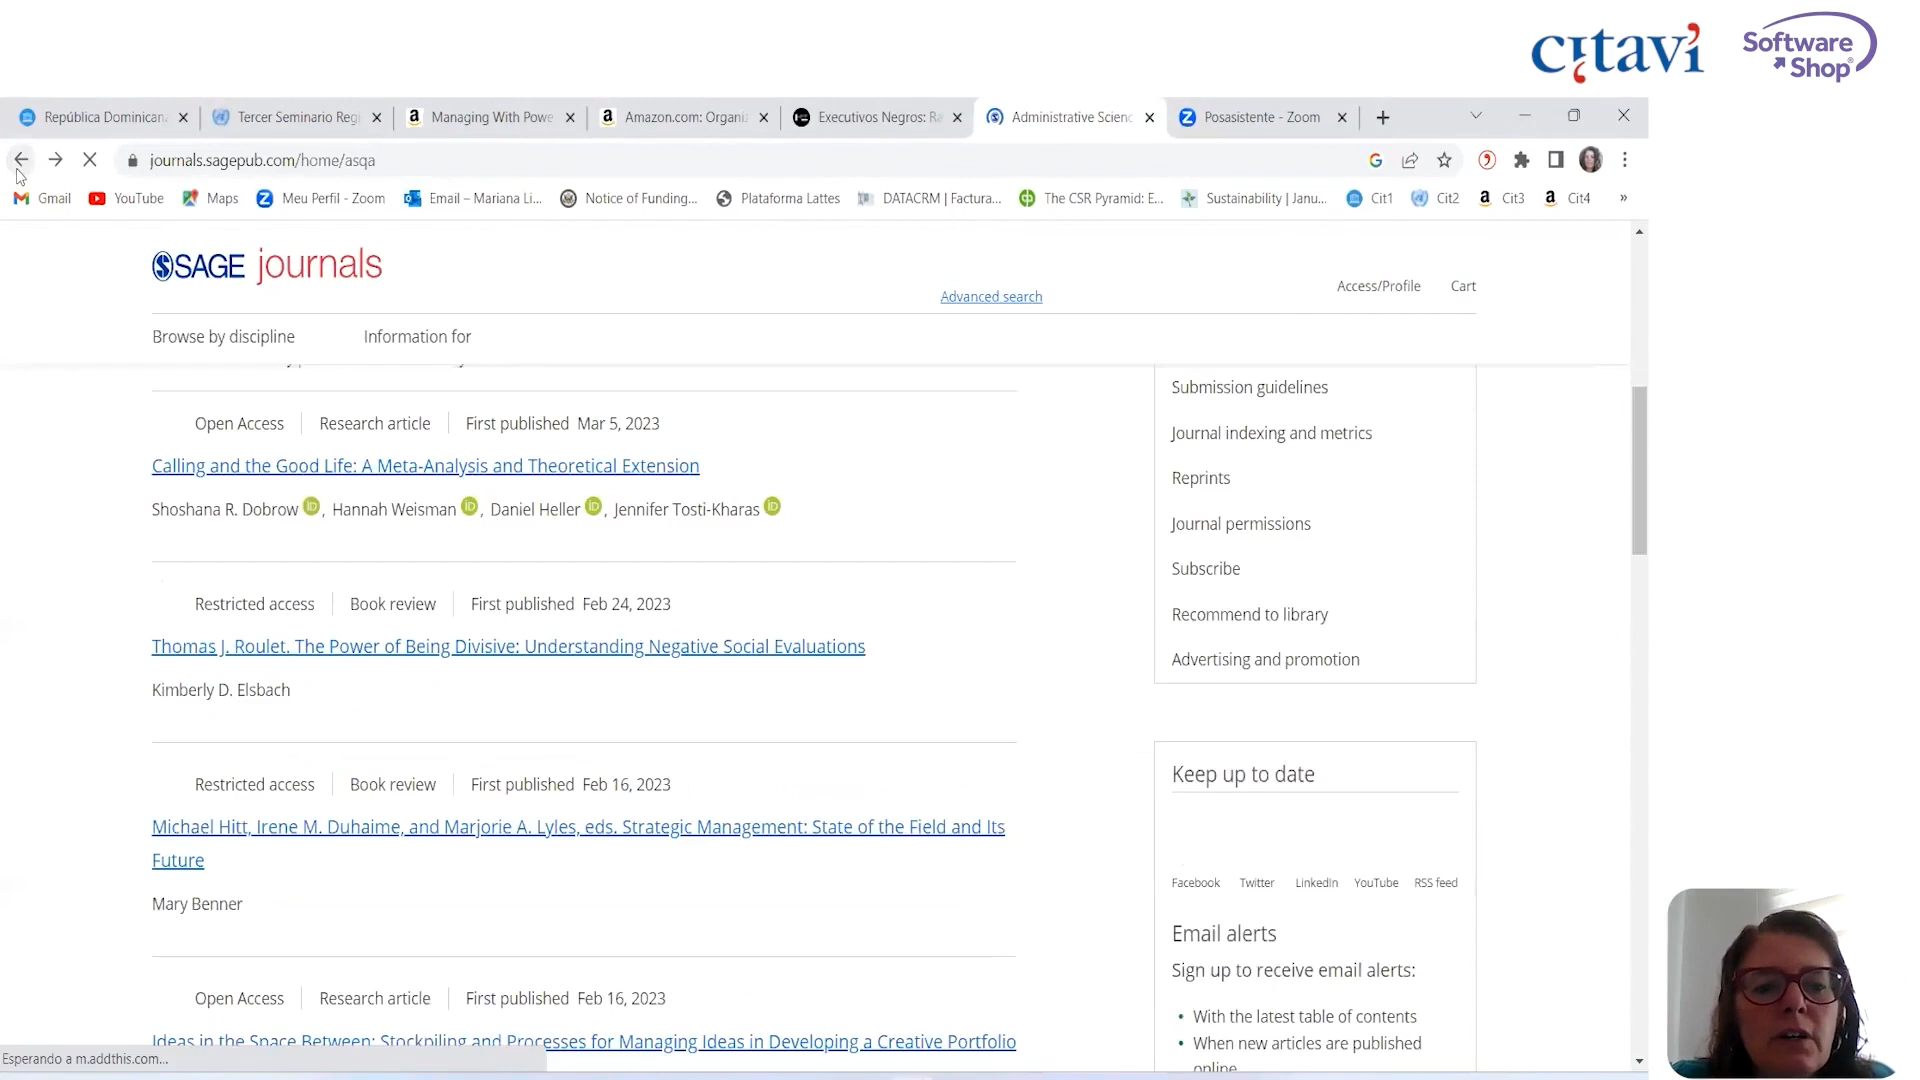 citavi
Software
Shop
República Dominican
Tercer Seminario Regi
Managing With Powe
Amazon.com: Organiz
Executivos Negros: Ra
Administrative Scienc
Posasistente - Zoom
journals.sagepub.com/home/asqa
Gmail
YouTube
Maps
Meu Perfil - Zoom
Email – Mariana Li...
Notice of Funding...
Plataforma Lattes
DATACRM | Factura...
The CSR Pyramid: E...
Sustainability | Janu...
Cit1
Cit2
Cit3
Cit4
SAGE journals
Advanced search
Access/Profile
Cart
Browse by discipline
Information for
Open Access Research article First published Mar 5, 2023
Calling and the Good Life: A Meta-Analysis and Theoretical Extension
Shoshana R. Dobrow iD, Hannah Weisman iD, Daniel Heller iD, Jennifer Tosti-Kharas iD
Restricted access Book review First published Feb 24, 2023
Thomas J. Roulet. The Power of Being Divisive: Understanding Negative Social Evaluations
Kimberly D. Elsbach
Restricted access Book review First published Feb 16, 2023
Michael Hitt, Irene M. Duhaime, and Marjorie A. Lyles, eds. Strategic Management: State of the Field and Its
Future
Mary Benner
Open Access Research article First published Feb 16, 2023
Ideas in the Space Between: Stockpiling and Processes for Managing Ideas in Developing a Creative Portfolio
Submission guidelines
Journal indexing and metrics
Reprints
Journal permissions
Subscribe
Recommend to library
Advertising and promotion
Keep up to date
Facebook Twitter LinkedIn YouTube RSS feed
Email alerts
Sign up to receive email alerts:
• With the latest table of contents
• When new articles are published
online
Esperando a m.addthis.com...